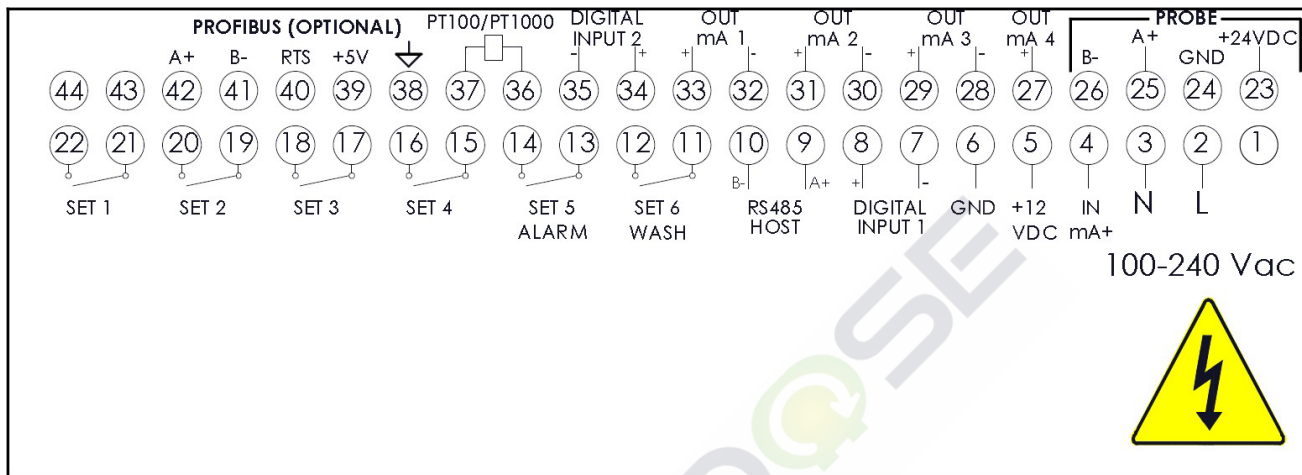 PROFIBUS (OPTIONAL) PT100/PT1000 DIGITAL INPUT 2 OUT mA 1 OUT mA 2 OUT mA 3 OUT mA 4 PROBE
A+ B- RTS +5V - + + - + - + - + B- A+ GND +24VDC
44 43 42 41 40 39 38 37 36 35 34 33 32 31 30 29 28 27 26 25 24 23
22 21 20 19 18 17 16 15 14 13 12 11 10 9 8 7 6 5 4 3 2 1
B- A+ + -
SET 1 SET 2 SET 3 SET 4 SET 5 SET 6 RS485 DIGITAL GND +12 IN N L
ALARM WASH HOST INPUT 1 VDC mA+
100-240 Vac